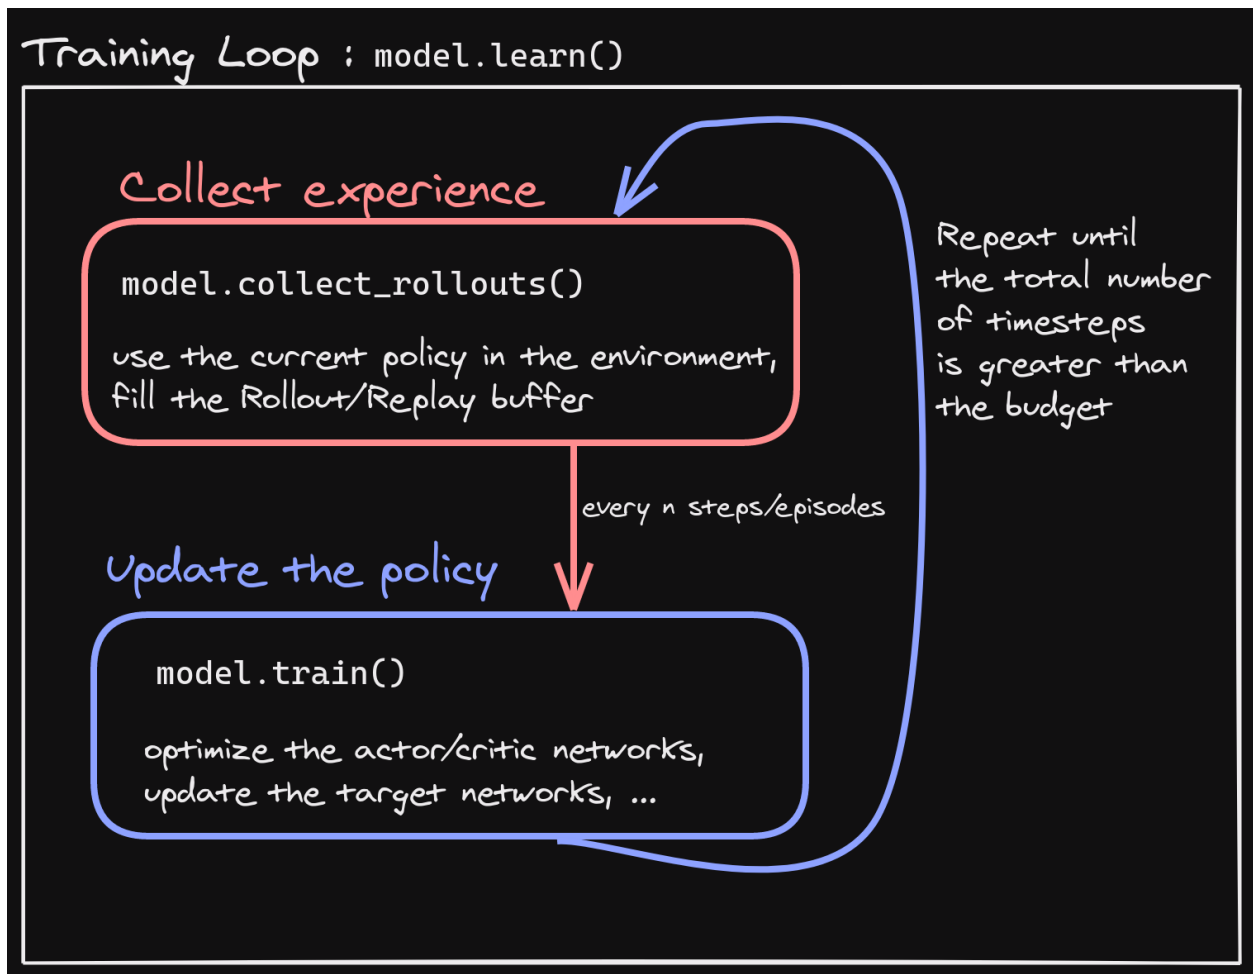 Training Loop : model.learn()
Collect experience
model.collect_rollouts()
use the current policy in the environment,
fill the Rollout/Replay buffer
Repeat until
the total number
of timesteps
is greater than
the budget
every n steps/episodes
Update the policy
model.train()
optimize the actor/critic networks,
update the target networks, ...